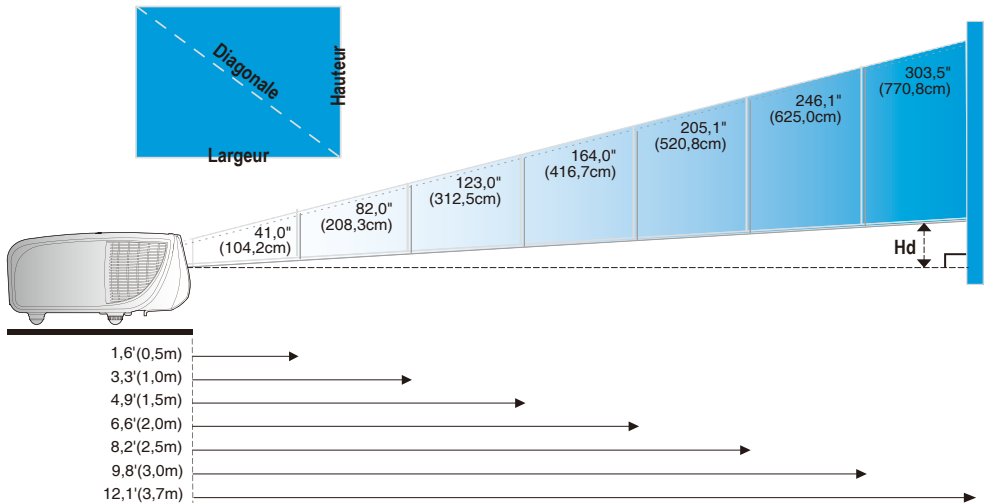 Diagonale
Hauteur
Largeur
41,0"
(104,2cm)
82,0"
(208,3cm)
123,0"
(312,5cm)
164,0"
(416,7cm)
205,1"
(520,8cm)
246,1"
(625,0cm)
303,5"
(770,8cm)
Hd
1,6'(0,5m)
3,3'(1,0m)
4,9'(1,5m)
6,6'(2,0m)
8,2'(2,5m)
9,8'(3,0m)
12,1'(3,7m)